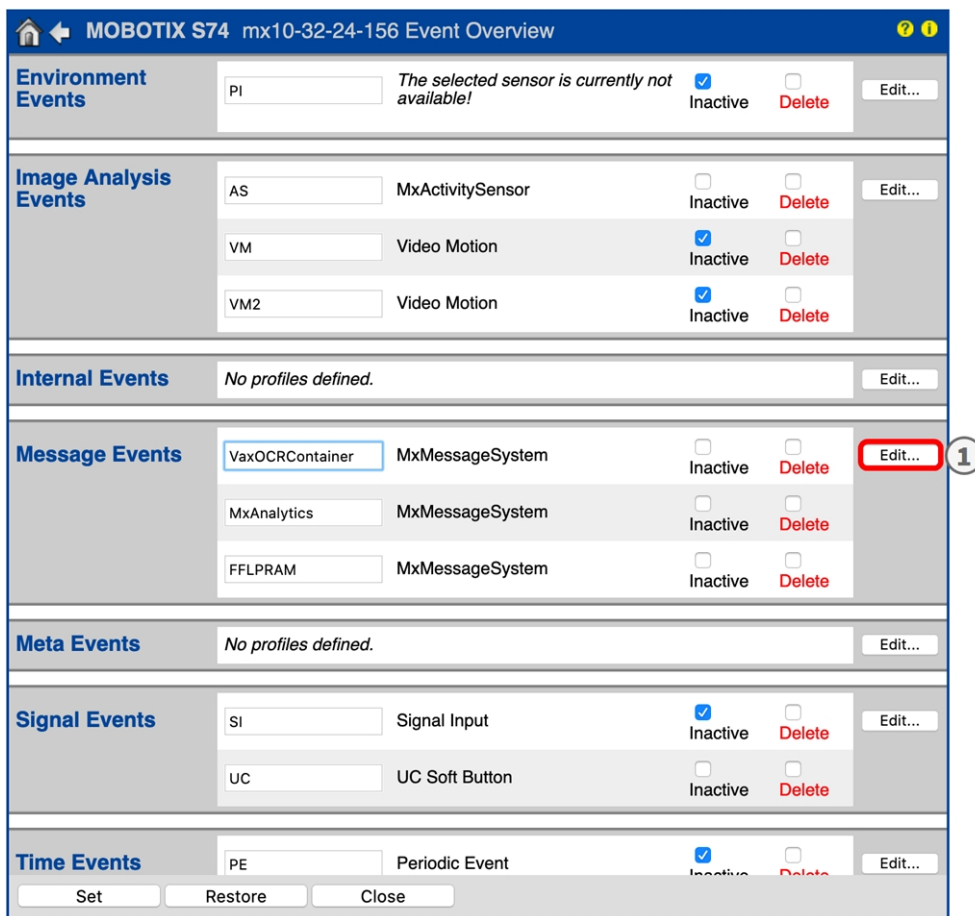 MOBOTIX S74 mx10-32-24-156 Event Overview ? i
Environment Events PI The selected sensor is currently not available! Inactive Delete Edit...
Image Analysis Events AS MxActivitySensor Inactive Delete Edit...
VM Video Motion Inactive Delete
VM2 Video Motion Inactive Delete
Internal Events No profiles defined. Edit...
Message Events VaxOCRContainer MxMessageSystem Inactive Delete Edit... 1
MxAnalytics MxMessageSystem Inactive Delete
FFLPRAM MxMessageSystem Inactive Delete
Meta Events No profiles defined. Edit...
Signal Events SI Signal Input Inactive Delete Edit...
UC UC Soft Button Inactive Delete
Time Events PE Periodic Event Inactive Delete Edit...
Set Restore Close